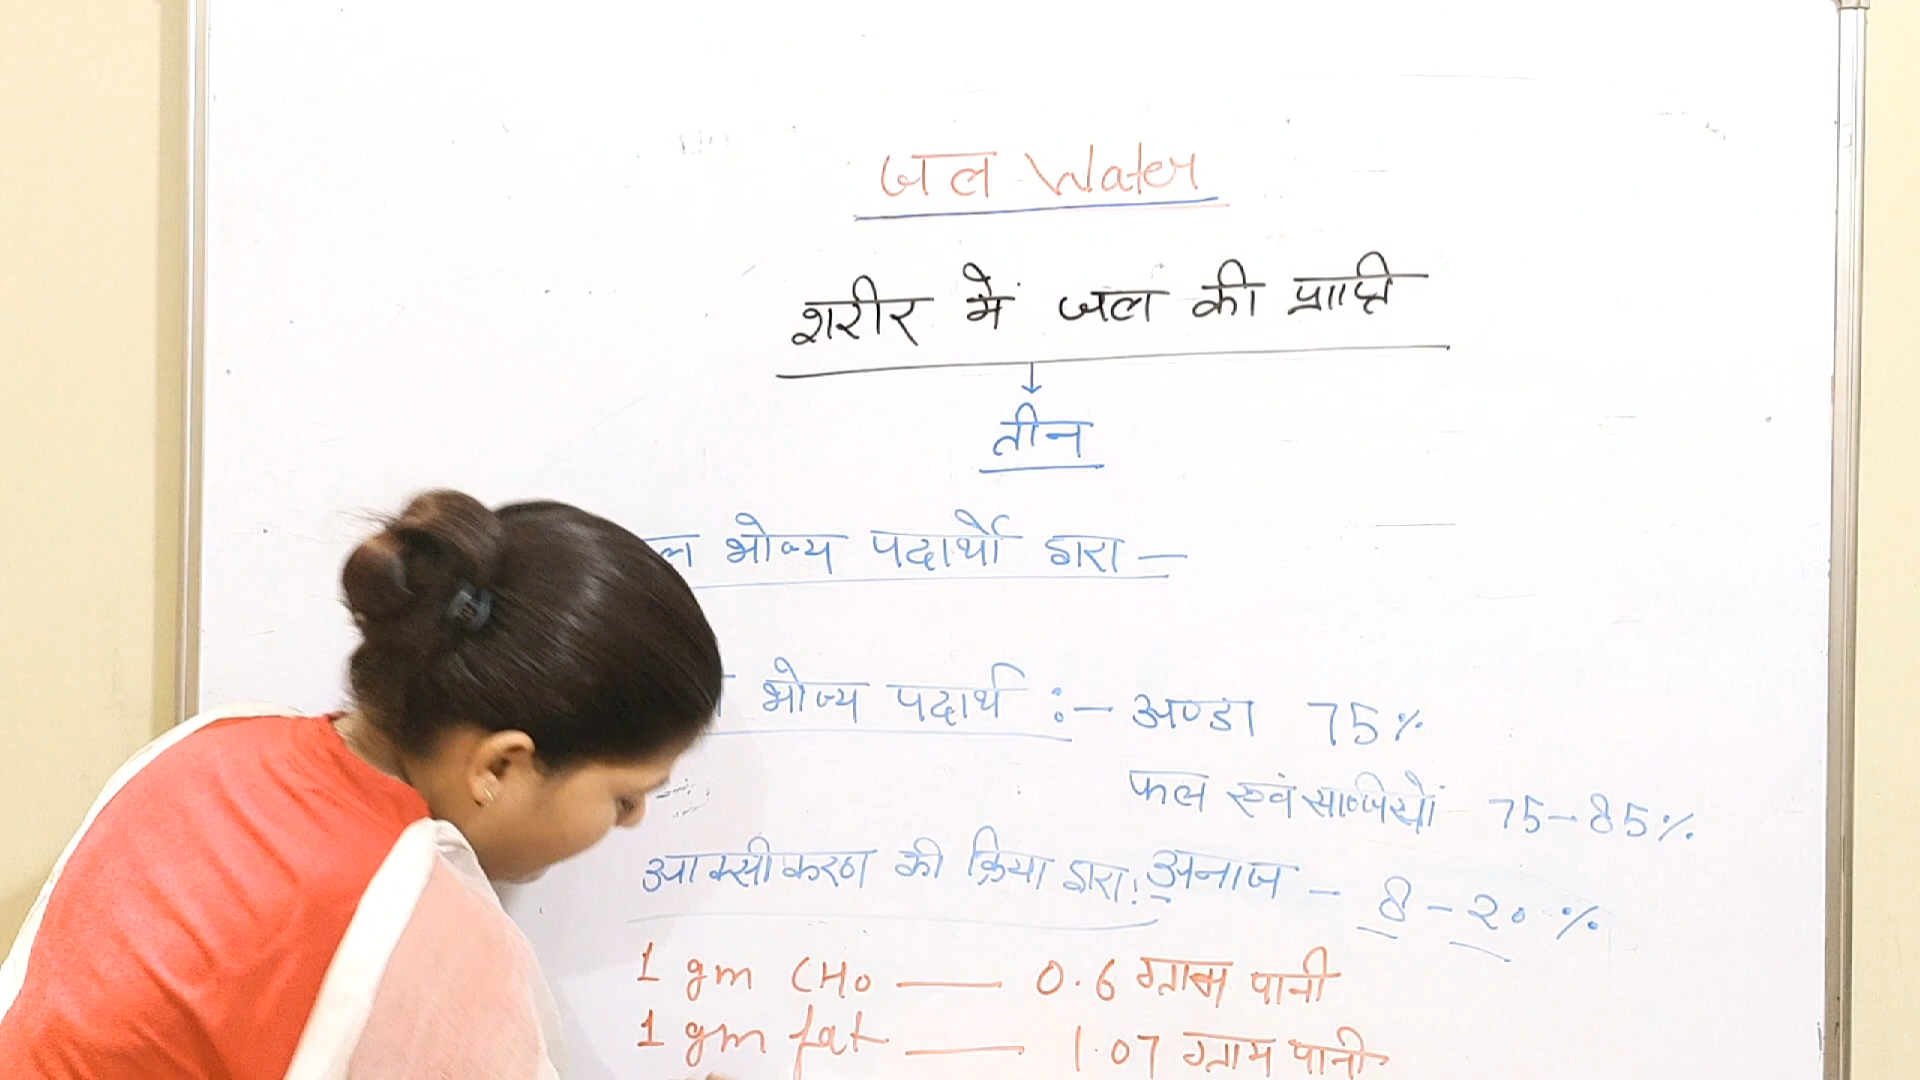 जल Water
शरीर में जल की प्राप्ति
तीन
भोज्य पदार्थों द्वारा —
भोज्य पदार्थ :— अण्डा 75%
फल एवं सब्जियों 75-85%
आक्सीकरण की क्रिया द्वारा: अनाज - 8-20%
1 gm CHO — 0.6 ग्राम पानी
1 gm fat — 1.07 ग्राम पानी